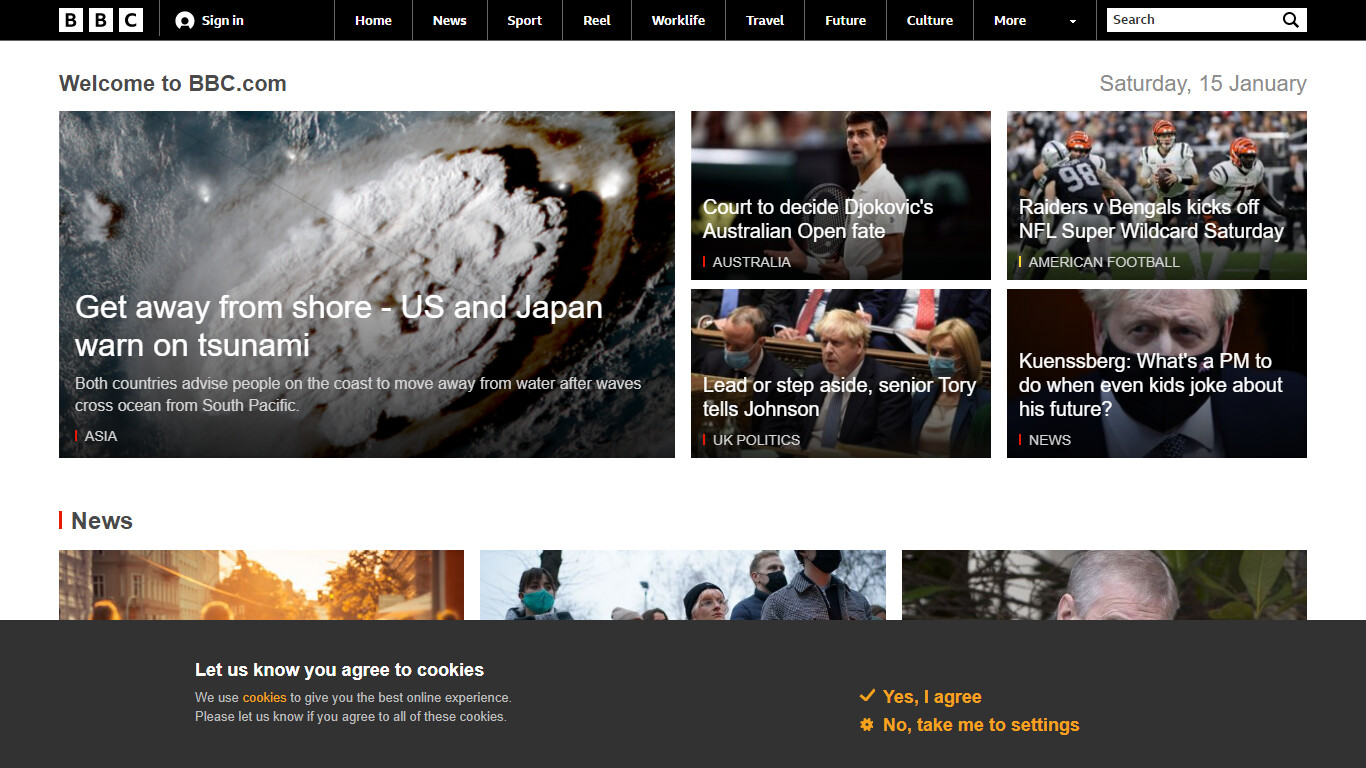 BBC
Sign in
Home
News
Sport
Reel
Worklife
Travel
Future
Culture
More
Search
Welcome to BBC.com
Saturday, 15 January
Get away from shore - US and Japan
warn on tsunami
Both countries advise people on the coast to move away from water after waves
cross ocean from South Pacific.
ASIA
Court to decide Djokovic's
Australian Open fate
AUSTRALIA
98
Raiders v Bengals kicks off
NFL Super Wildcard Saturday
AMERICAN FOOTBALL
Lead or step aside, senior Tory
tells Johnson
UK POLITICS
Kuenssberg: What's a PM to
do when even kids joke about
his future?
NEWS
News
Let us know you agree to cookies
We use cookies to give you the best online experience.
Please let us know if you agree to all of these cookies.
Yes, I agree
No, take me to settings